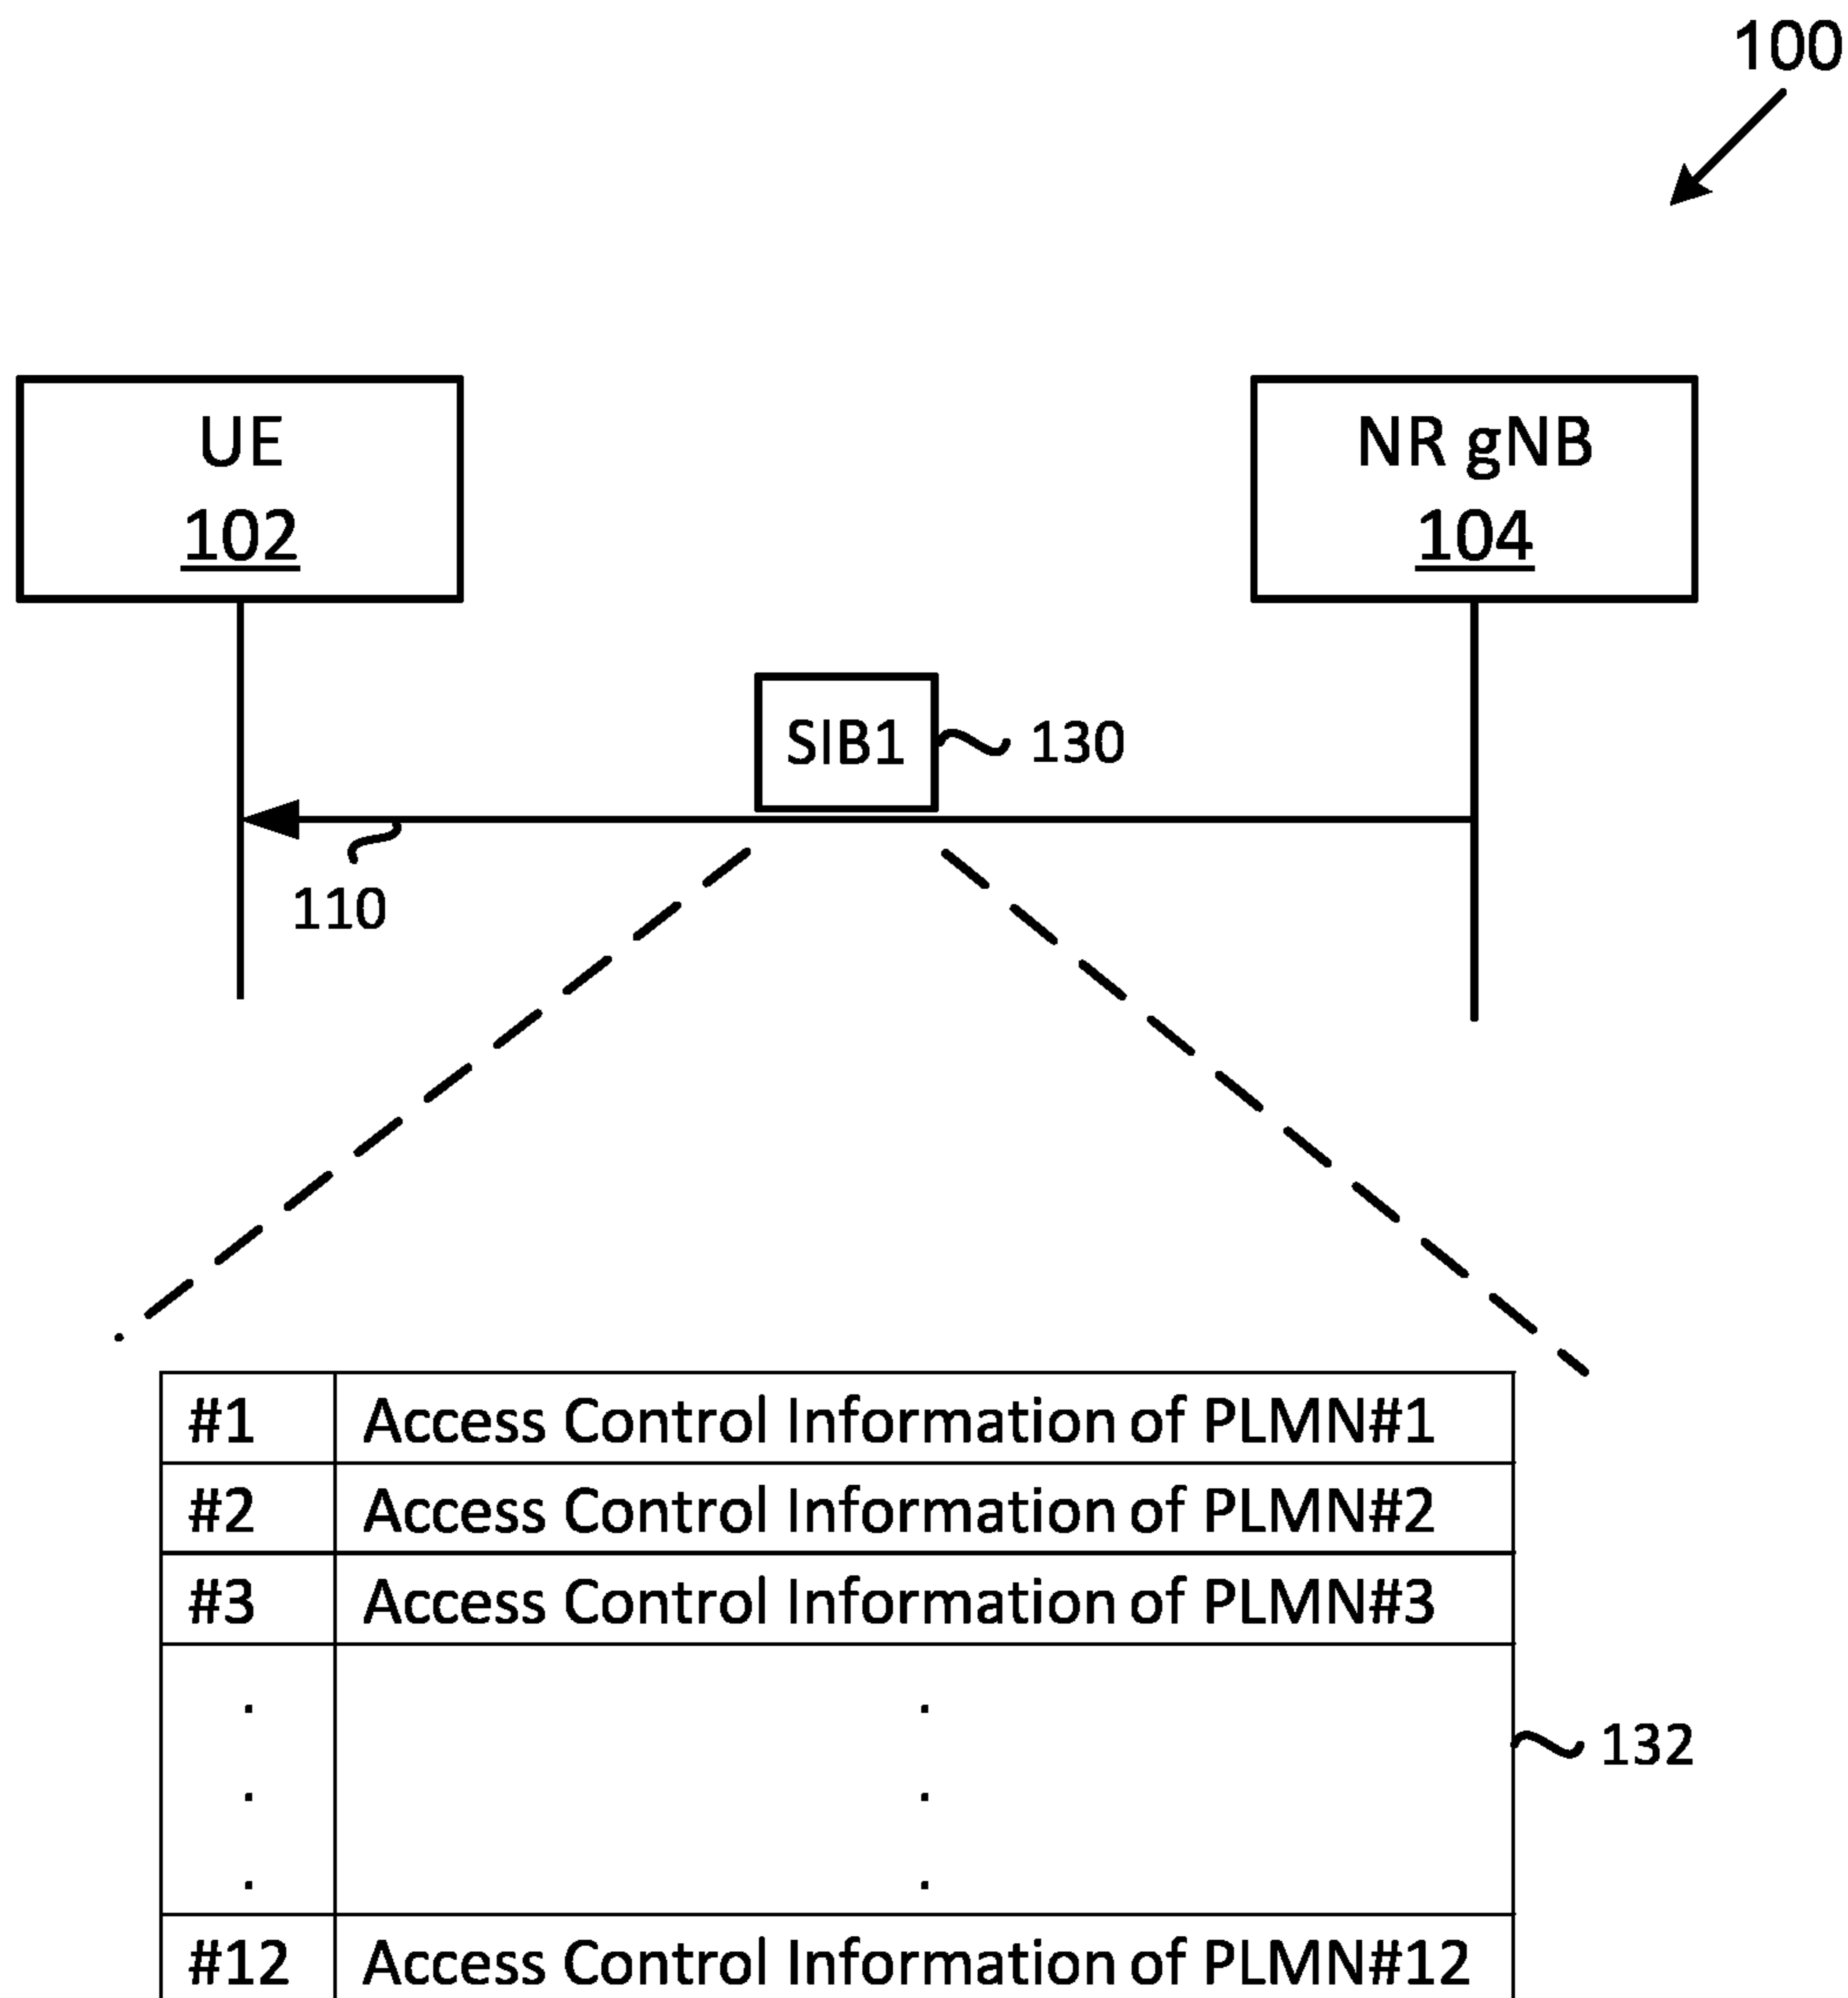 100
UE
102
NR gNB
104
SIB1
130
110
#1 Access Control Information of PLMN#1
#2 Access Control Information of PLMN#2
#3 Access Control Information of PLMN#3
. .
. .
. .
132
#12 Access Control Information of PLMN#12